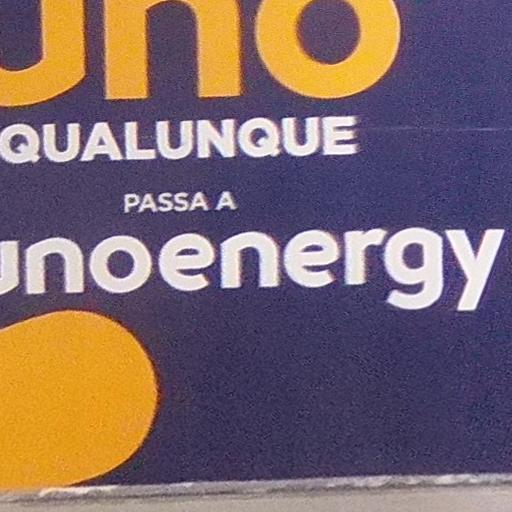 uno
QUALUNQUE
PASSA A
unoenergy